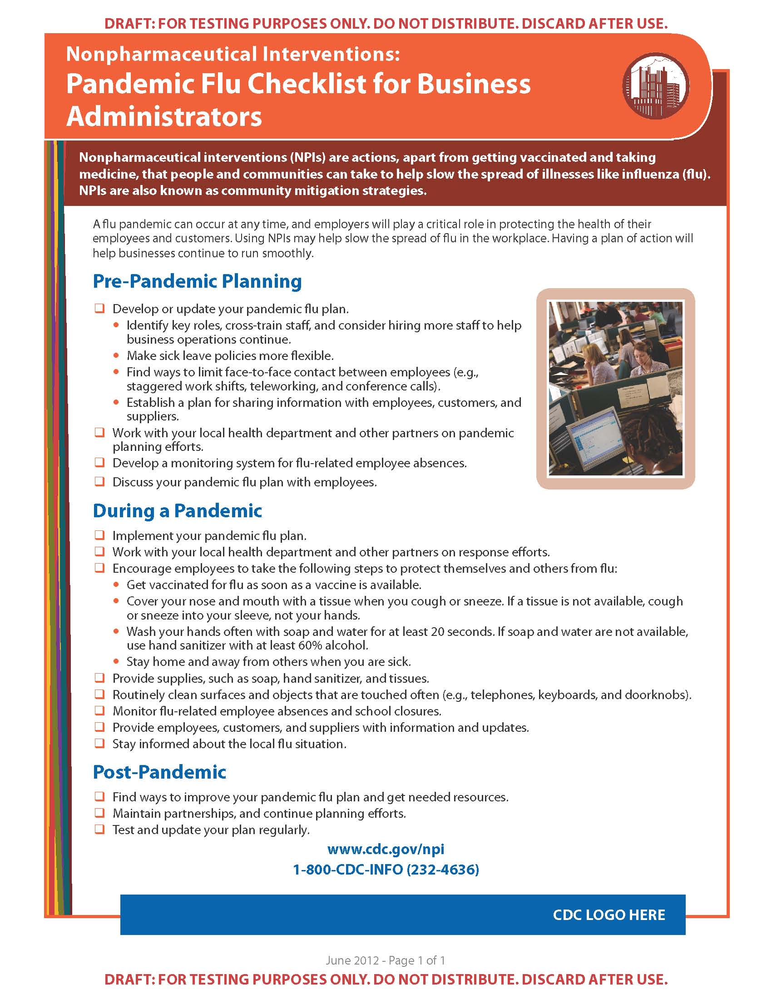 DRAFT: FOR TESTING PURPOSES ONLY. DO NOT DISTRIBUTE. DISCARD AFTER USE.
Nonpharmaceutical Interventions:
Pandemic Flu Checklist for Business
Administrators
Nonpharmaceutical interventions (NPIs) are actions, apart from getting vaccinated and taking
medicine, that people and communities can take to help slow the spread of illnesses like influenza (flu).
NPIs are also known as community mitigation strategies.
A flu pandemic can occur at any time, and employers will play a critical role in protecting the health of their
employees and customers. Using NPIs may help slow the spread of flu in the workplace. Having a plan of action will
help businesses continue to run smoothly.
Pre-Pandemic Planning
❑ Develop or update your pandemic flu plan.
• Identify key roles, cross-train staff, and consider hiring more staff to help
business operations continue.
• Make sick leave policies more flexible.
• Find ways to limit face-to-face contact between employees (e.g.,
staggered work shifts, teleworking, and conference calls).
• Establish a plan for sharing information with employees, customers, and
suppliers.
❑ Work with your local health department and other partners on pandemic
planning efforts.
❑ Develop a monitoring system for flu-related employee absences.
❑ Discuss your pandemic flu plan with employees.
During a Pandemic
❑ Implement your pandemic flu plan.
❑ Work with your local health department and other partners on response efforts.
❑ Encourage employees to take the following steps to protect themselves and others from flu:
• Get vaccinated for flu as soon as a vaccine is available.
• Cover your nose and mouth with a tissue when you cough or sneeze. If a tissue is not available, cough
or sneeze into your sleeve, not your hands.
• Wash your hands often with soap and water for at least 20 seconds. If soap and water are not available,
use hand sanitizer with at least 60% alcohol.
• Stay home and away from others when you are sick.
❑ Provide supplies, such as soap, hand sanitizer, and tissues.
❑ Routinely clean surfaces and objects that are touched often (e.g., telephones, keyboards, and doorknobs).
❑ Monitor flu-related employee absences and school closures.
❑ Provide employees, customers, and suppliers with information and updates.
❑ Stay informed about the local flu situation.
Post-Pandemic
❑ Find ways to improve your pandemic flu plan and get needed resources.
❑ Maintain partnerships, and continue planning efforts.
❑ Test and update your plan regularly.
www.cdc.gov/npi
1-800-CDC-INFO (232-4636)
CDC LOGO HERE
June 2012 - Page 1 of 1
DRAFT: FOR TESTING PURPOSES ONLY. DO NOT DISTRIBUTE. DISCARD AFTER USE.